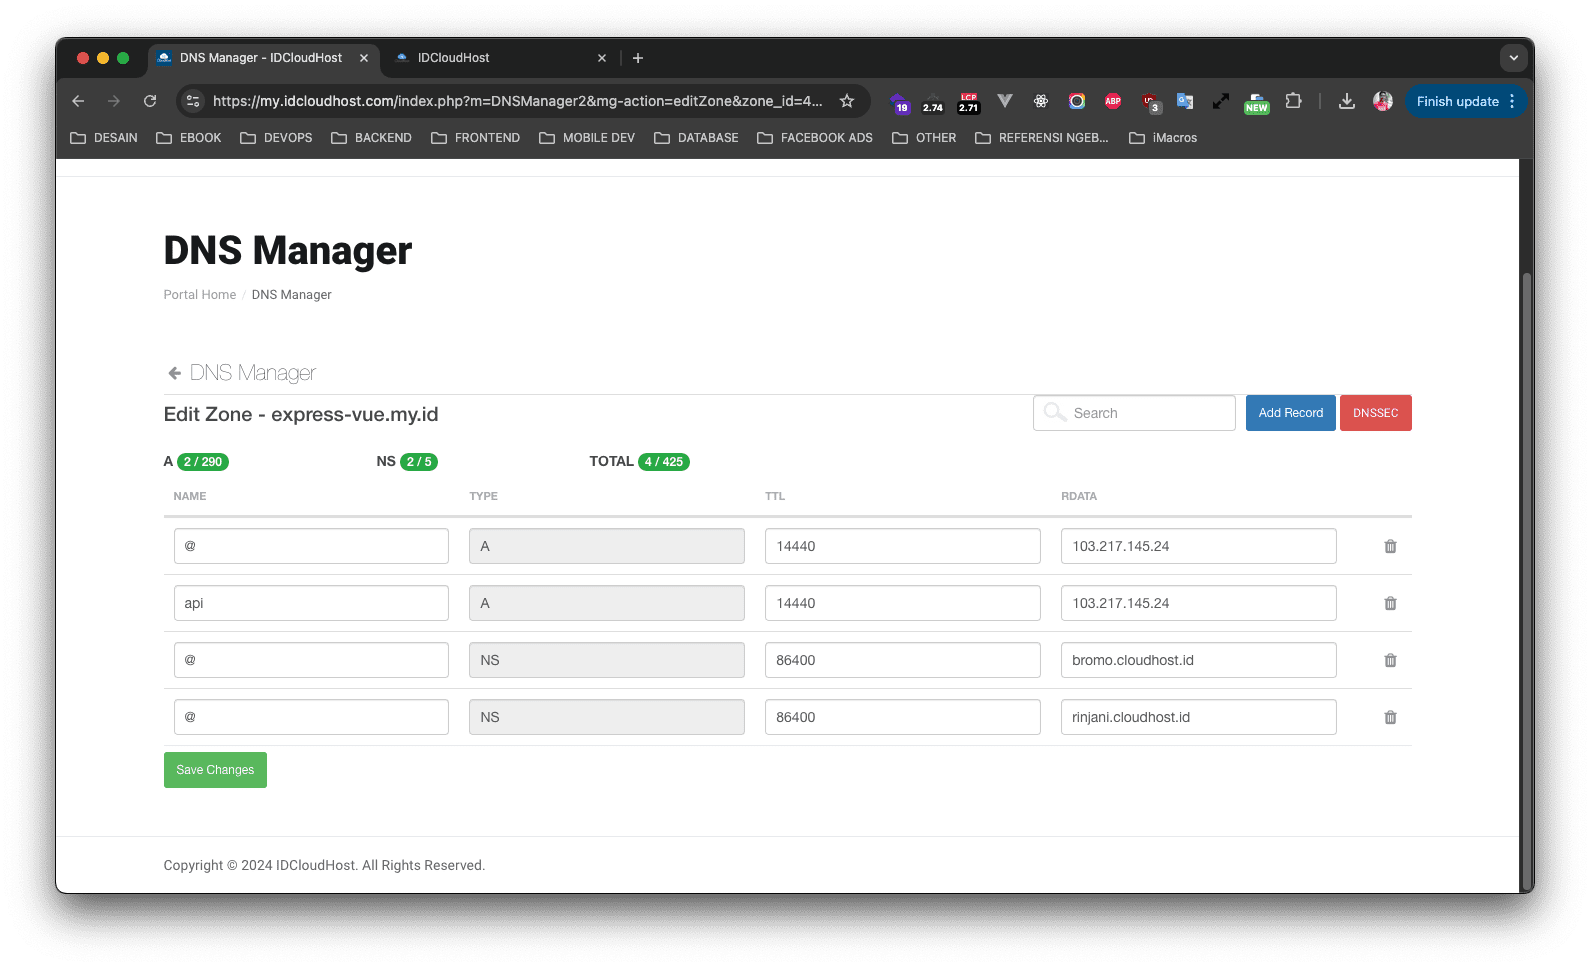 DNS Manager - IDCloudHost
IDCloudHost
https://my.idcloudhost.com/index.php?m=DNSManager2&mg-action=editZone&zone_id=4...
19
2.74
LCP
2.71
ABP
3
NEW
Finish update
DESAIN
EBOOK
DEVOPS
BACKEND
FRONTEND
MOBILE DEV
DATABASE
FACEBOOK ADS
OTHER
REFERENSI NGEB...
iMacros
DNS Manager
Portal Home / DNS Manager
DNS Manager
Edit Zone - express-vue.my.id
Search
Add Record
DNSSEC
A 2 / 290
NS 2 / 5
TOTAL 4 / 425
NAME TYPE TTL RDATA
@ A 14440 103.217.145.24
api A 14440 103.217.145.24
@ NS 86400 bromo.cloudhost.id
@ NS 86400 rinjani.cloudhost.id
Save Changes
Copyright © 2024 IDCloudHost. All Rights Reserved.